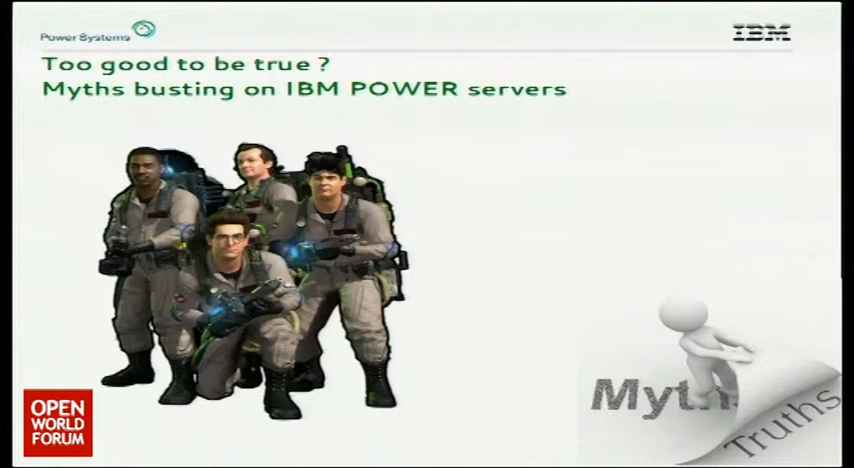 Power Systems
IBM
Too good to be true ?
Myths busting on IBM POWER servers
Myth
Truths
OPEN
WORLD
FORUM